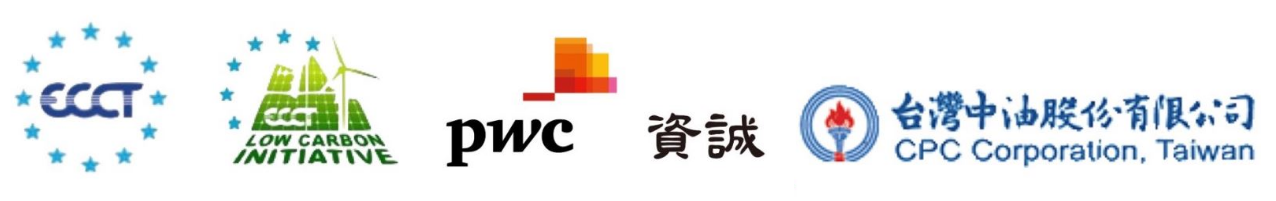 ECCT
ECCT
LOW CARBON
INITIATIVE
pwc 資誠
台灣中油股份有限公司
CPC Corporation, Taiwan